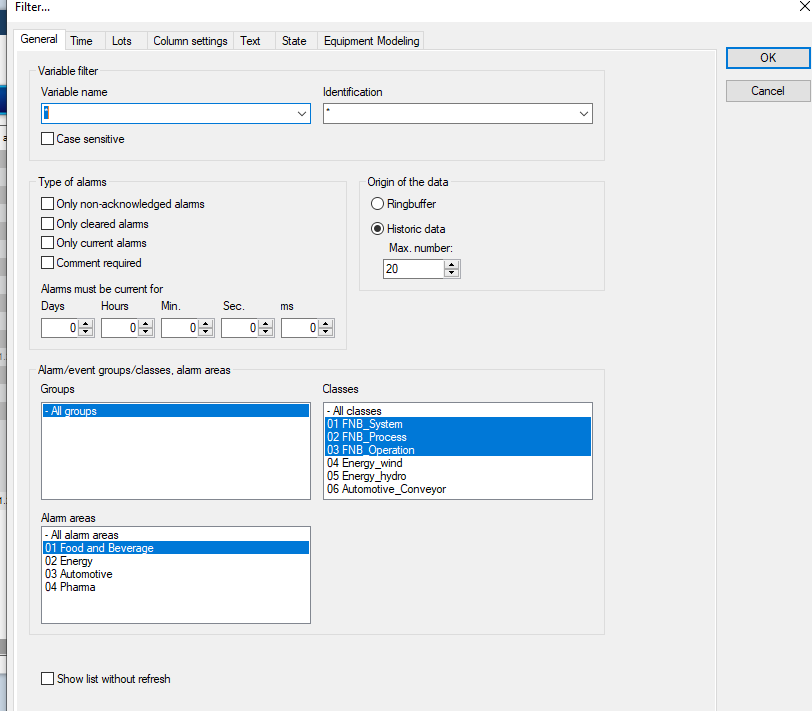 Filter...
General Time Lots Column settings Text State Equipment Modeling
OK
Cancel
Variable filter
Variable name Identification
* *
Case sensitive
Type of alarms
Only non-acknowledged alarms
Only cleared alarms
Only current alarms
Comment required
Alarms must be current for
Days Hours Min. Sec. ms
0 0 0 0 0
Origin of the data
Ringbuffer
Historic data
Max. number:
20
Alarm/event groups/classes, alarm areas
Groups
- All groups
Classes
- All classes
01 FNB_System
02 FNB_Process
03 FNB_Operation
04 Energy_wind
05 Energy_hydro
06 Automotive_Conveyor
Alarm areas
- All alarm areas
01 Food and Beverage
02 Energy
03 Automotive
04 Pharma
Show list without refresh